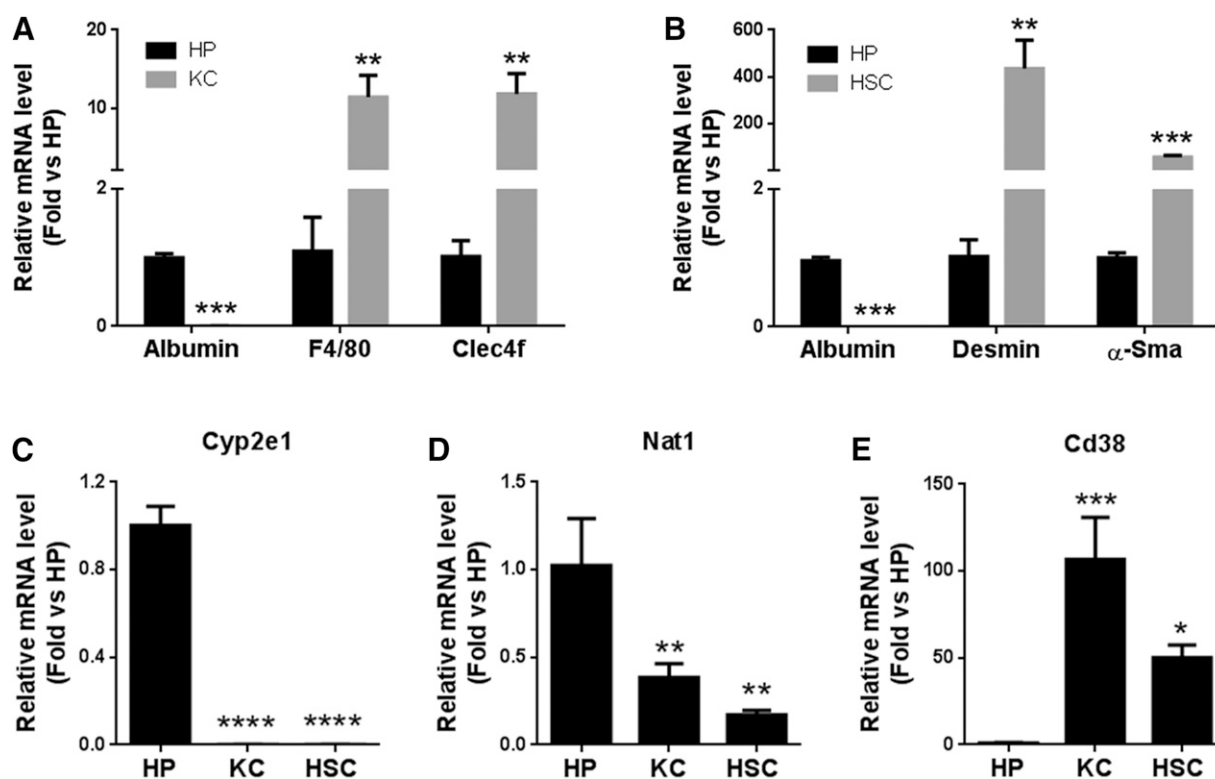 A
Relative mRNA level
(Fold vs HP)
20
10
2
1
0
HP
KC
**
**
***
Albumin
F4/80
Clec4f
B
Relative mRNA level
(Fold vs HP)
600
400
200
2
1
0
HP
HSC
**
***
***
Albumin
Desmin
α-Sma
C
Cyp2e1
Relative mRNA level
(Fold vs HP)
1.2
0.8
0.4
0.0
****
****
HP
KC
HSC
D
Nat1
Relative mRNA level
(Fold vs HP)
1.5
1.0
0.5
0.0
**
**
HP
KC
HSC
E
Cd38
Relative mRNA level
(Fold vs HP)
150
100
50
0
***
*
HP
KC
HSC